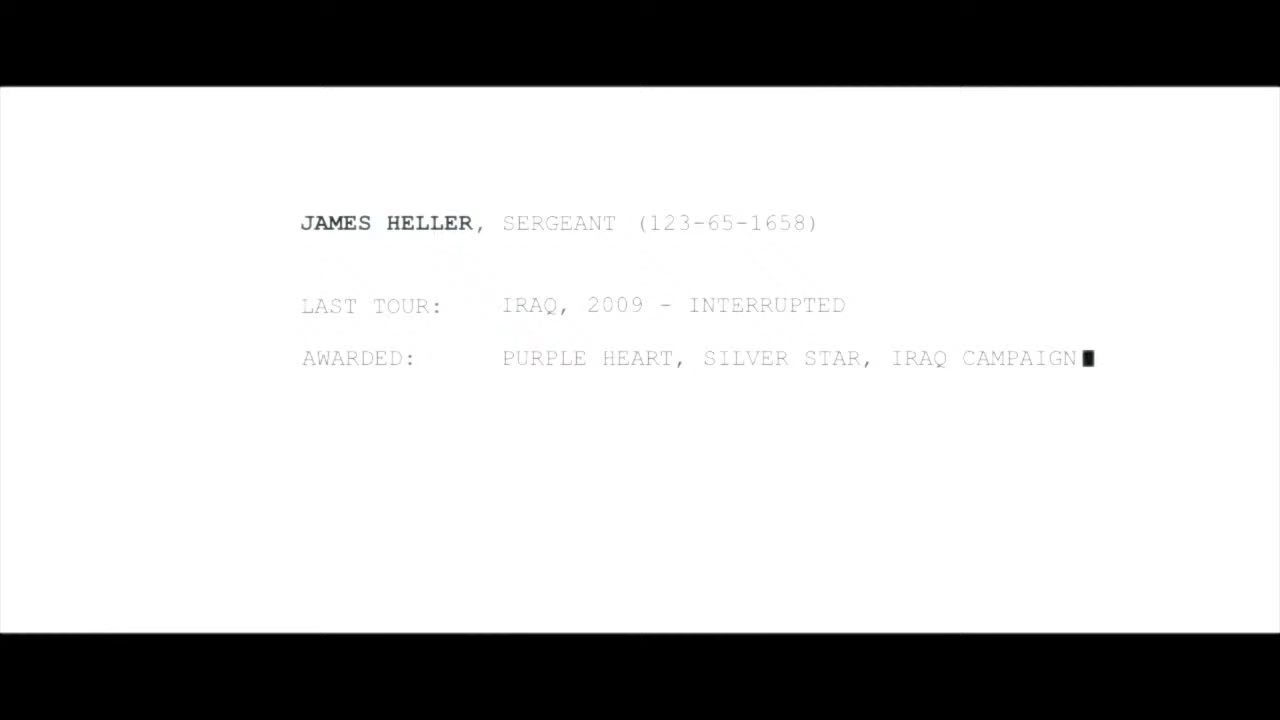 JAMES HELLER, SERGEANT (123-65-1658)
LAST TOUR: IRAQ, 2009 - INTERRUPTED
AWARDED: PURPLE HEART, SILVER STAR, IRAQ CAMPAIGN